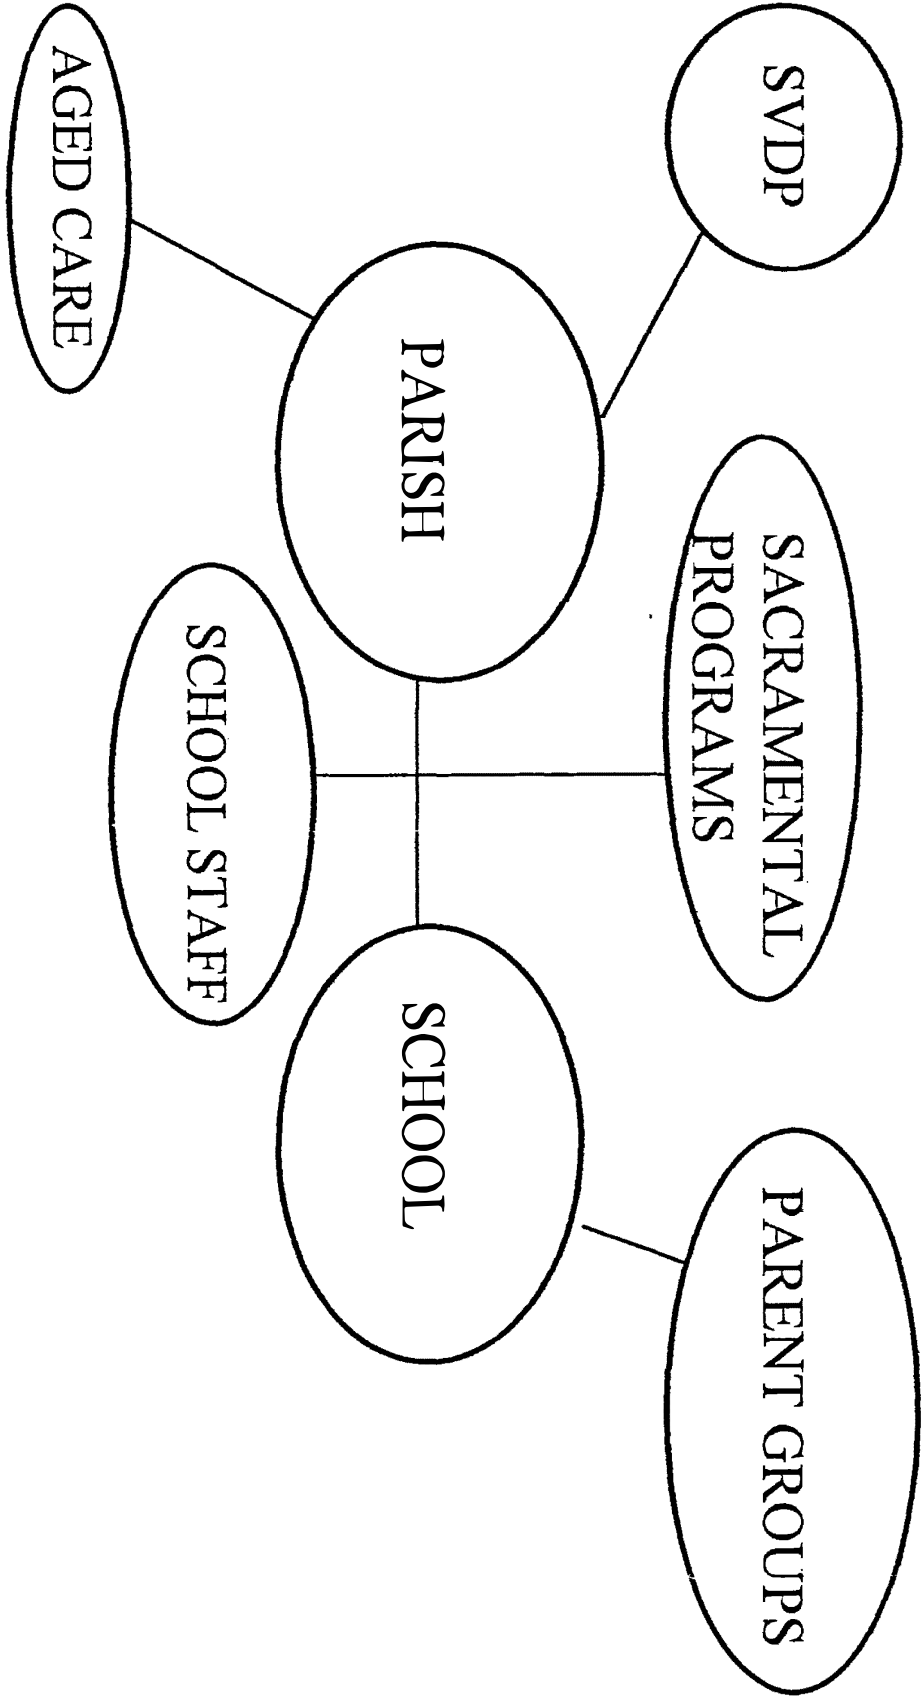 SVDP
SACRAMENTAL
PROGRAMS
PARENT GROUPS
PARISH
SCHOOL
SCHOOL STAFF
AGED CARE